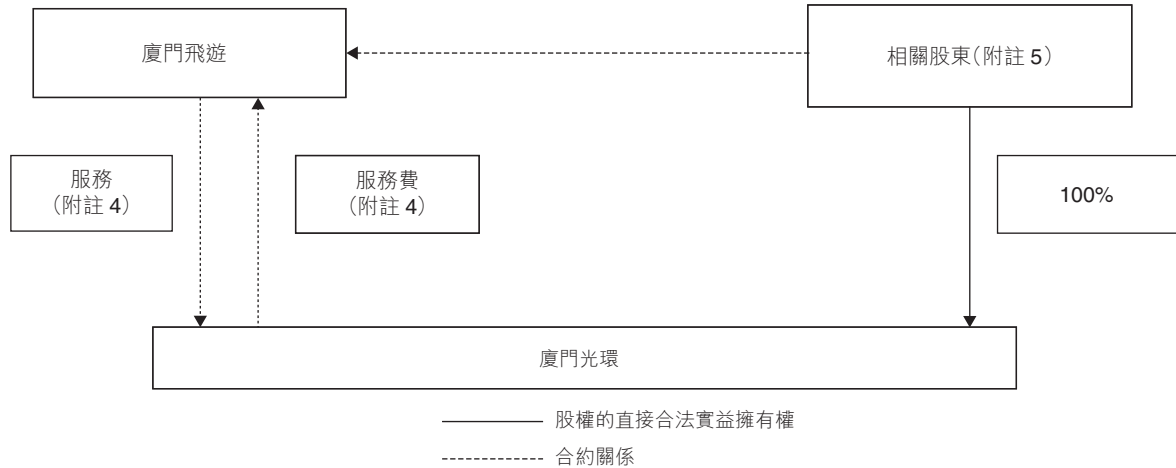 廈門飛遊
相關股東(附註 5)
服務
(附註 4)
服務費
(附註 4)
100%
廈門光環
股權的直接合法實益擁有權
合約關係